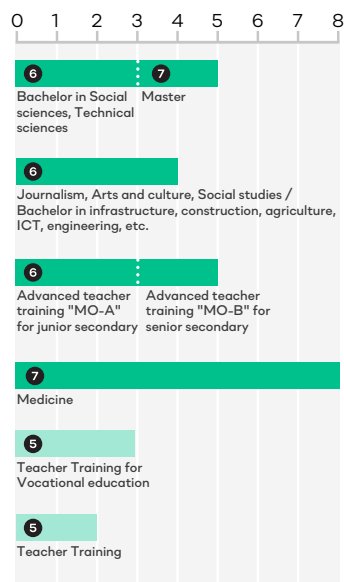 0 1 2 3 4 5 6 7 8
6 7
Bachelor in Social Master
sciences, Technical
sciences
6
Journalism, Arts and culture, Social studies /
Bachelor in infrastructure, construction, agriculture,
ICT, engineering, etc.
6
Advanced teacher
training "MO-A"
for junior secondary
Advanced teacher
training "MO-B" for
senior secondary
7
Medicine
5
Teacher Training for
Vocational education
5
Teacher Training